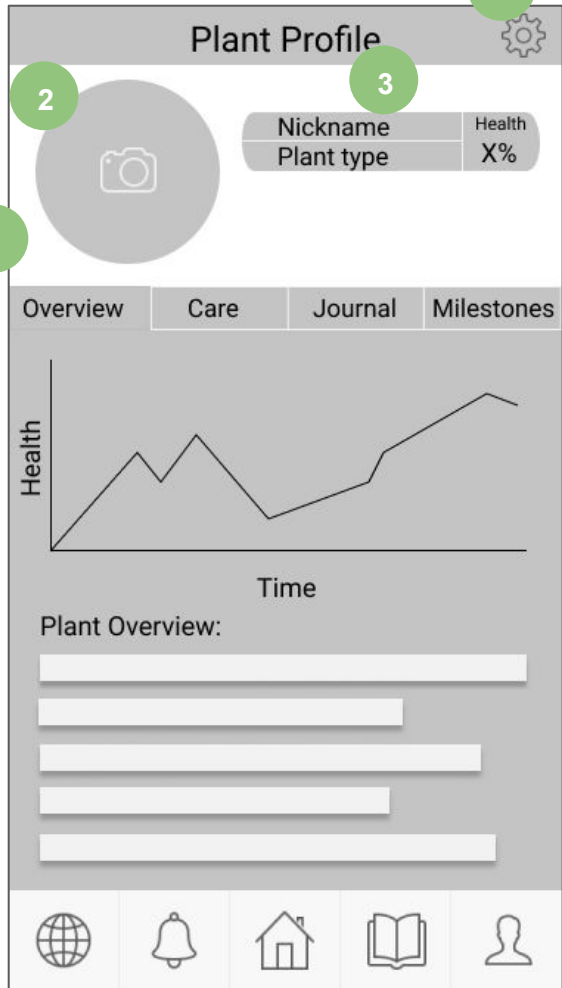 Plant Profile
2
3
Nickname
Health
Plant type
X%
Overview Care Journal Milestones
Health
Time
Plant Overview: